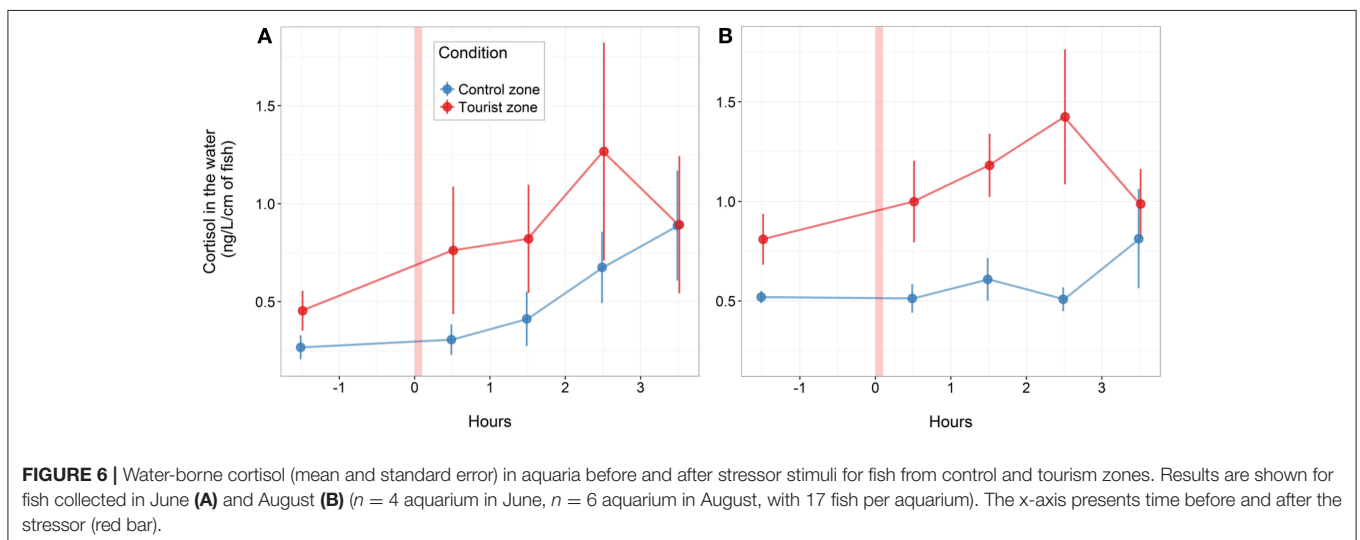 A
B
Condition
Control zone
Tourist zone
Cortisol in the water
(ng/L/cm of fish)
1.5
1.0
0.5
1.5
1.0
0.5
-1 0 1 2 3
-1 0 1 2 3
Hours
Hours
FIGURE 6 | Water-borne cortisol (mean and standard error) in aquaria before and after stressor stimuli for fish from control and tourism zones. Results are shown for
fish collected in June (A) and August (B) (n = 4 aquarium in June, n = 6 aquarium in August, with 17 fish per aquarium). The x-axis presents time before and after the
stressor (red bar).